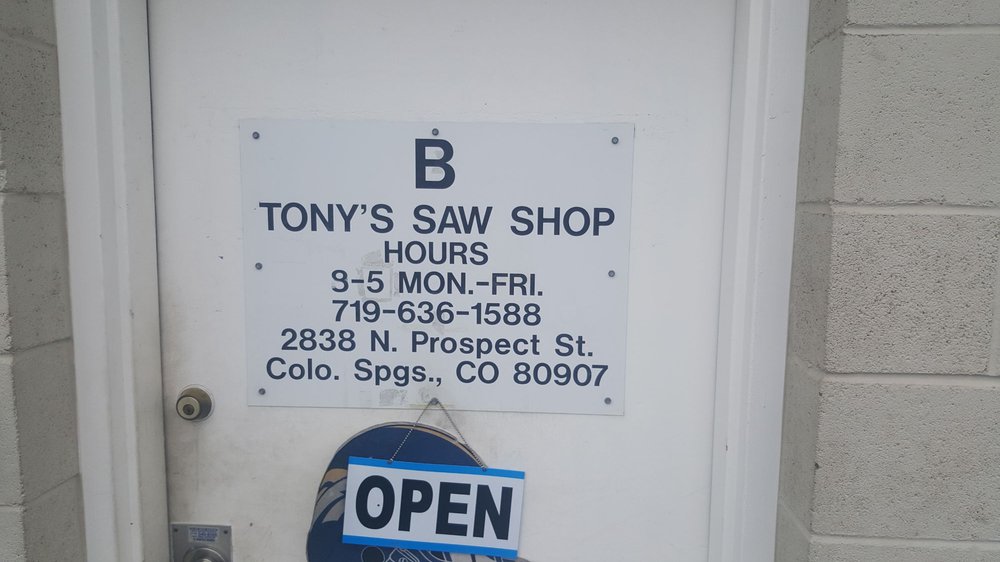 B
TONY'S SAW SHOP
HOURS
8-5 MON.-FRI.
719-636-1588
2838 N. Prospect St.
Colo. Spgs., CO 80907
OPEN